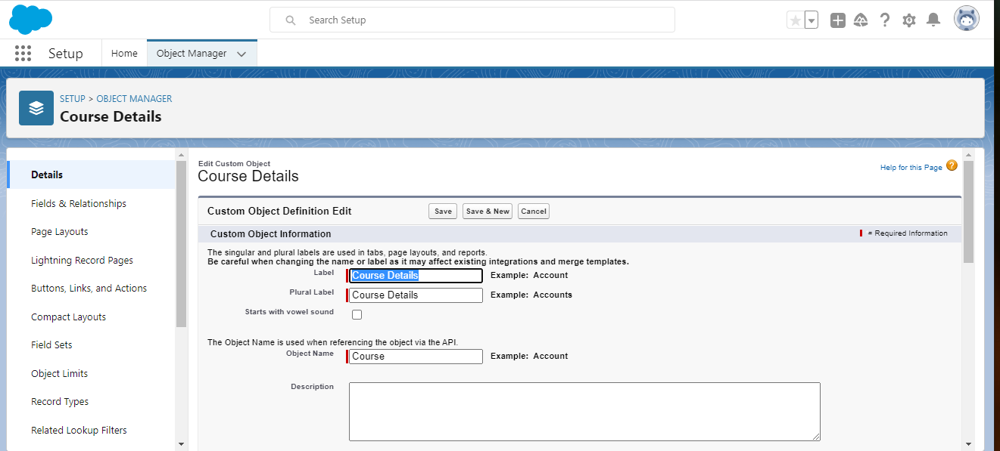 Search Setup
Setup
Home
Object Manager
SETUP > OBJECT MANAGER
Course Details
Details
Fields & Relationships
Page Layouts
Lightning Record Pages
Buttons, Links, and Actions
Compact Layouts
Field Sets
Object Limits
Record Types
Related Lookup Filters
Edit Custom Object
Course Details
Help for this Page ?
Custom Object Definition Edit
Save
Save & New
Cancel
Custom Object Information
= Required Information
The singular and plural labels are used in tabs, page layouts, and reports.
Be careful when changing the name or label as it may affect existing integrations and merge templates.
Label Course Details Example: Account
Plural Label Course Details Example: Accounts
Starts with vowel sound
The Object Name is used when referencing the object via the API.
Object Name Course Example: Account
Description